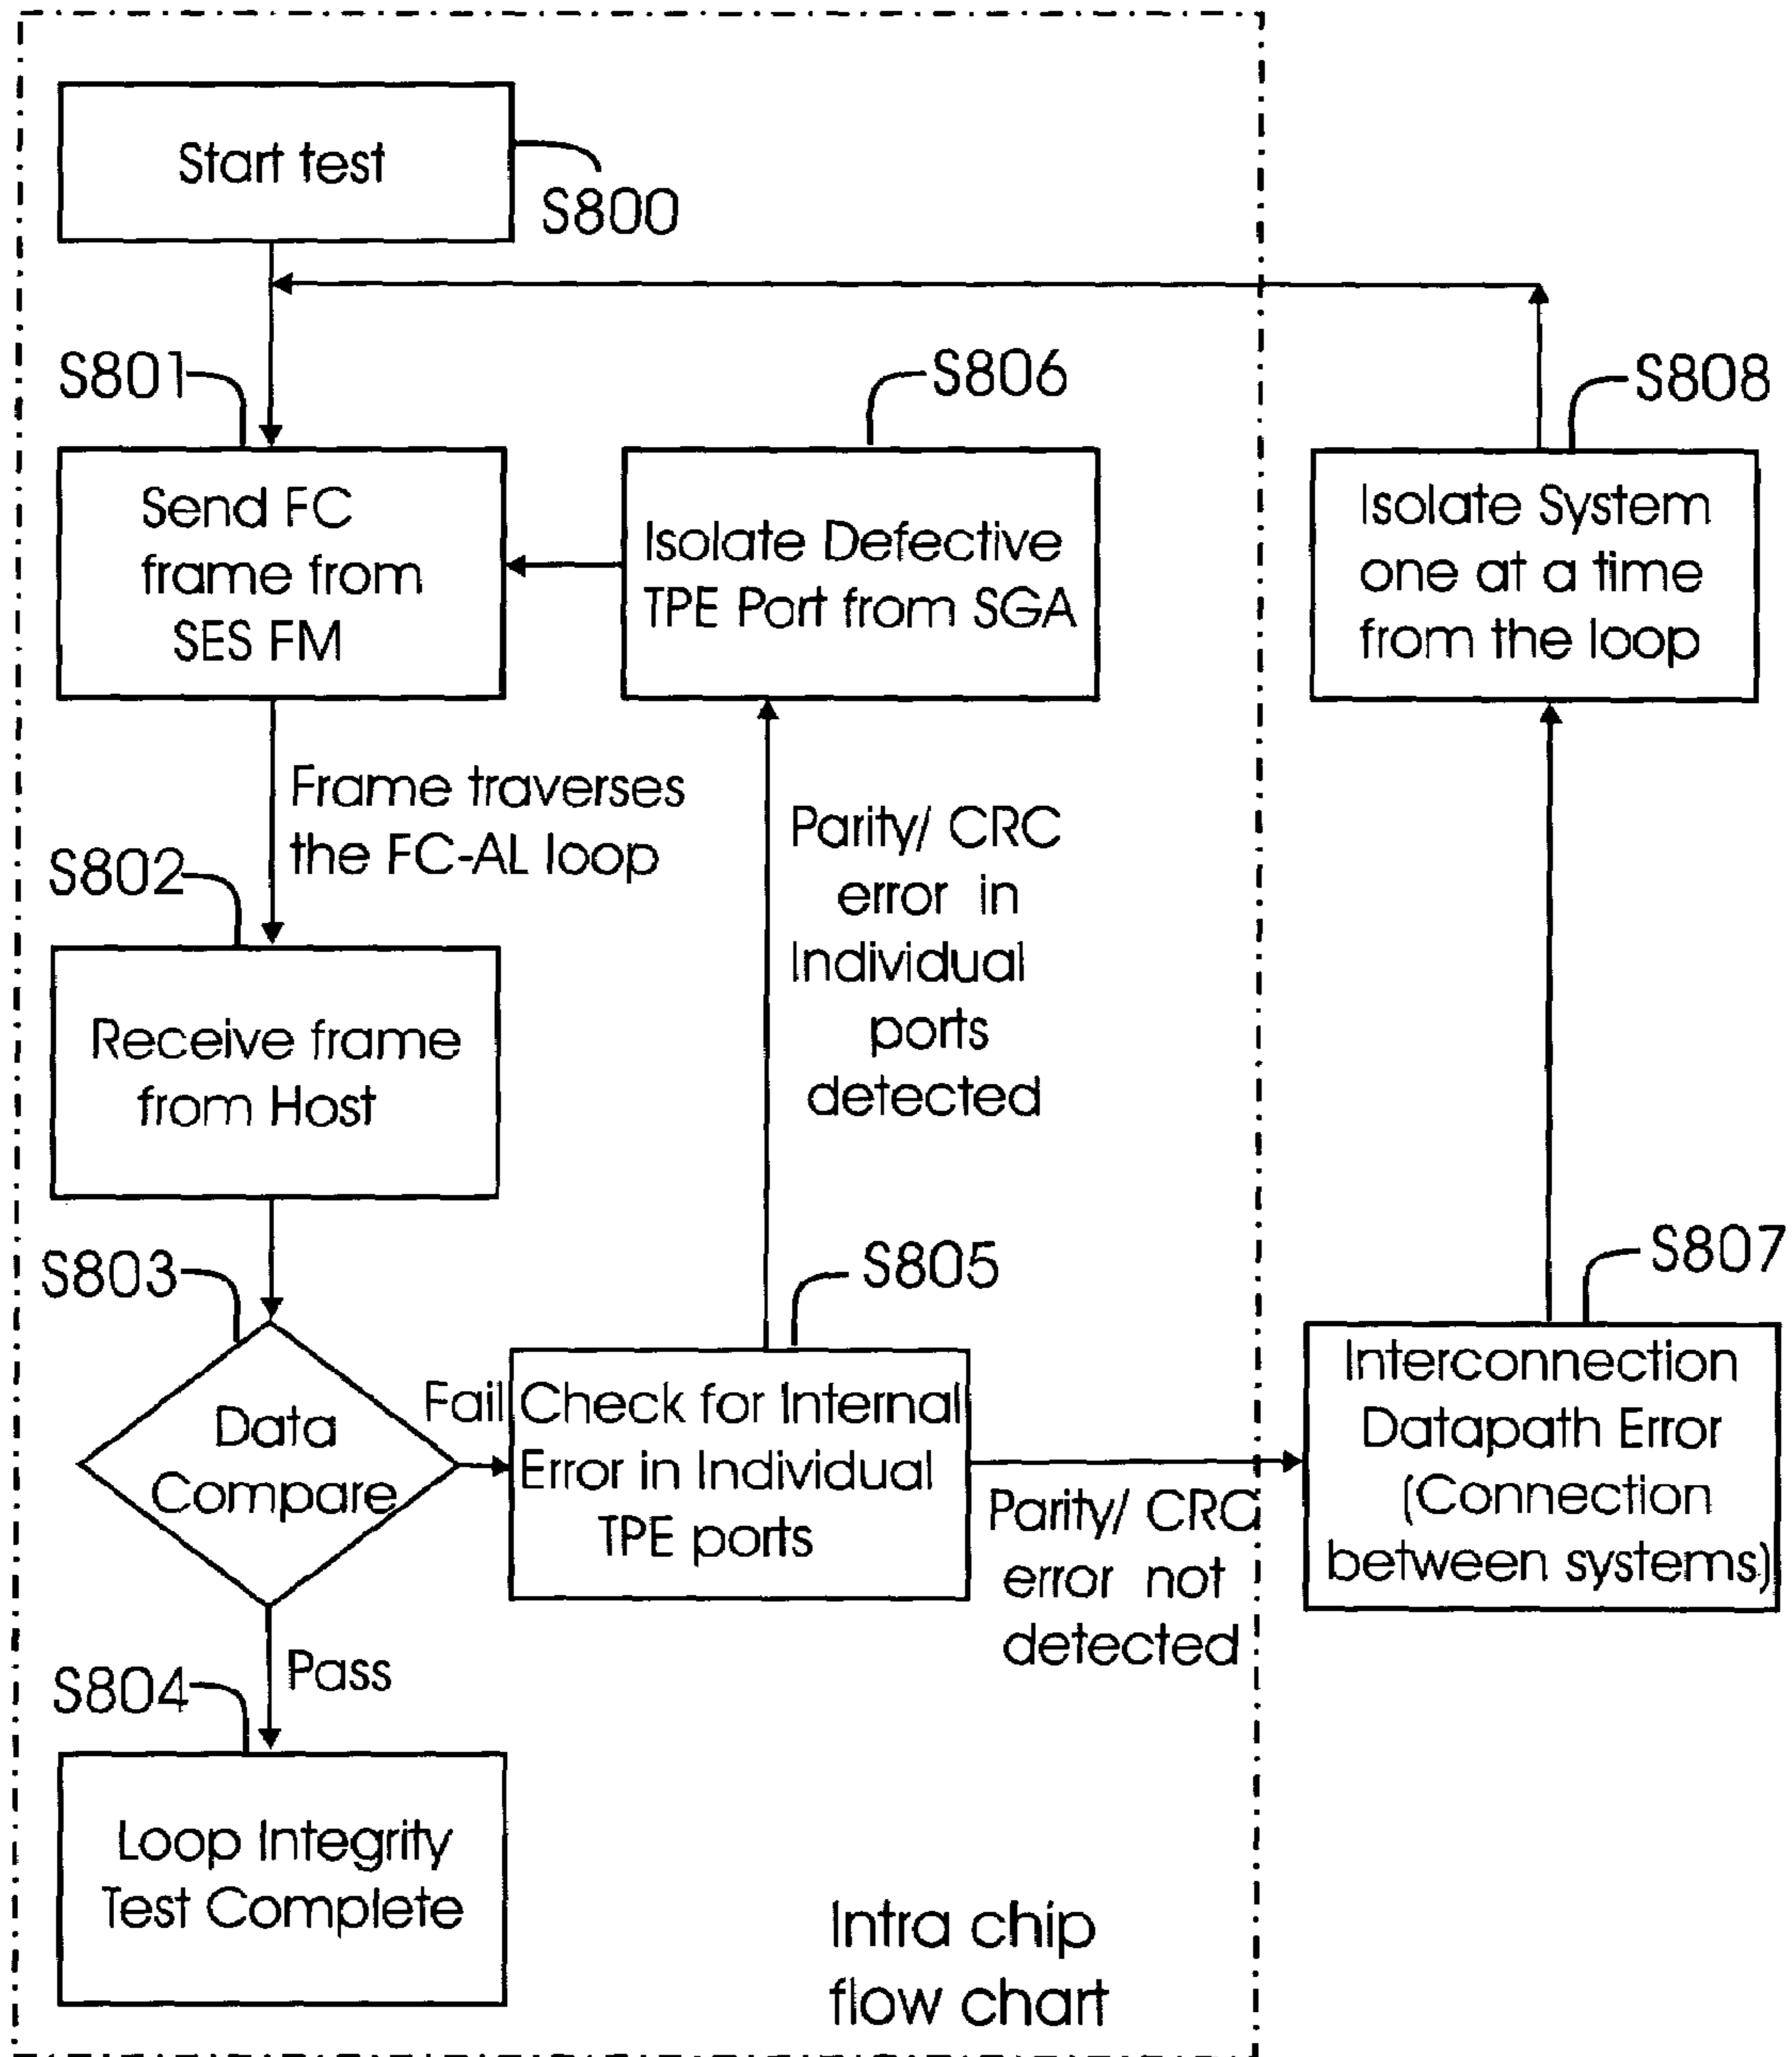 Start test
S800
S801
S806
S808
Send FC
frame from
SES FM
Isolate Defective
TPE Port from SGA
Isolate System
one at a time
from the loop
Frame traverses
the FC-AL loop
Parity/ CRC
error in
Individual
ports
detected
S802
Receive frame
from Host
S803
S805
S807
Data
Compare
Fail
Check for Internal
Error in Individual
TPE ports
Parity/ CRC
error not
detected
Interconnection
Datapath Error
(Connection
between systems)
Pass
S804
Loop Integrity
Test Complete
Intra chip
flow chart